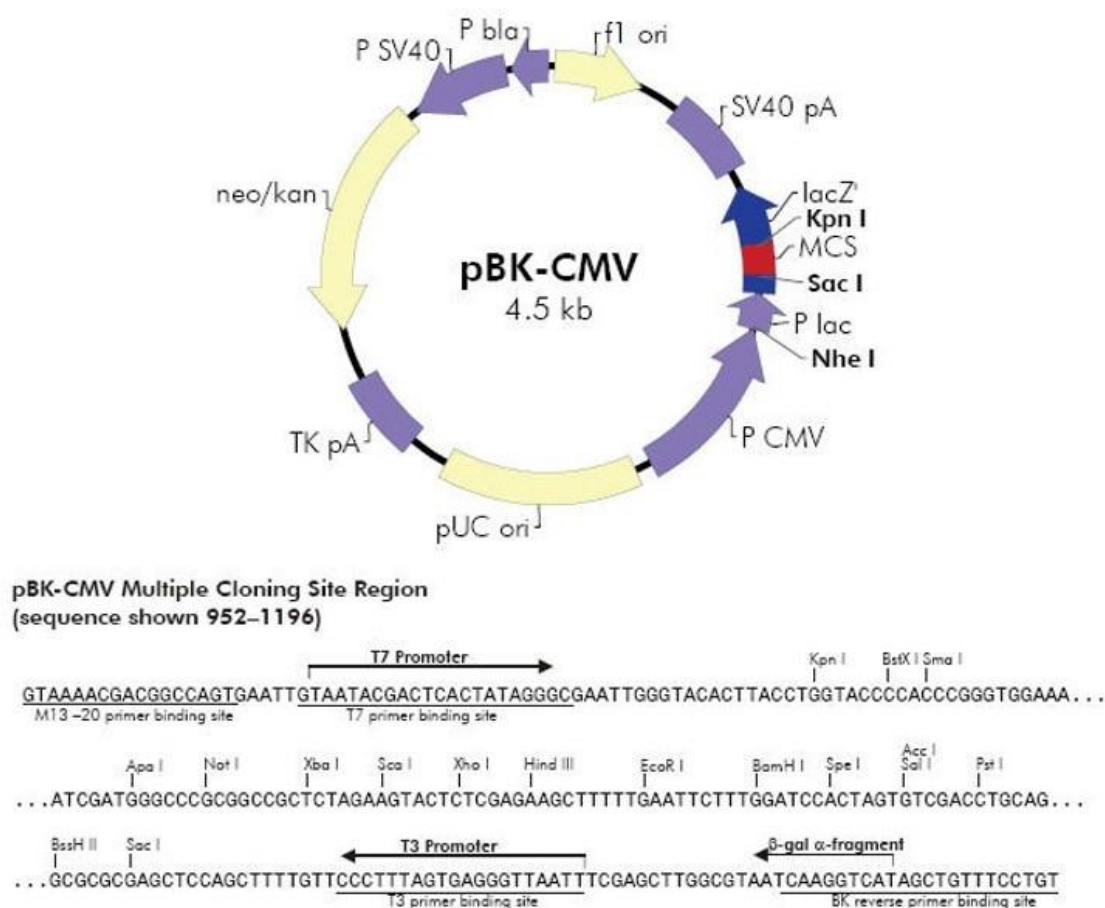 P bla
f1 ori
P SV40
SV40 pA
neo/kan
lacZ'
Kpn I
MCS
pBK-CMV
4.5 kb
Sac I
P lac
Nhe I
TK pA
P CMV
pUC ori
pBK-CMV Multiple Cloning Site Region
(sequence shown 952–1196)
T7 Promoter
Kpn I BstX I Sma I
GTAAAACGACGGCCAGTGAATTGTAATACGACTCACTATAGGGCGAATTGGGTACACTTACCTGGTACCCCACCCGGGTGGAAA...
M13 –20 primer binding site T7 primer binding site
Acc I
Apa I Not I Xba I Sca I Xho I Hind III EcoR I BamH I Spe I Sal I Pst I
...ATCGATGGGCCCGCGGCCGCTCTAGAAGTACTCTCGAGAAGCTTTTTGAATTCTTTGGATCCACTAGTGTCGACCTGCAG...
BssH II Sac I T3 Promoter β-gal α-fragment
...GCGCGCGAGCTCCAGCTTTTGTTCCCTTTAGTGAGGGTTAATTTCGAGCTTGGCGTAATCAAGGTCATAGCTGTTTCCTGT
T3 primer binding site BK reverse primer binding site